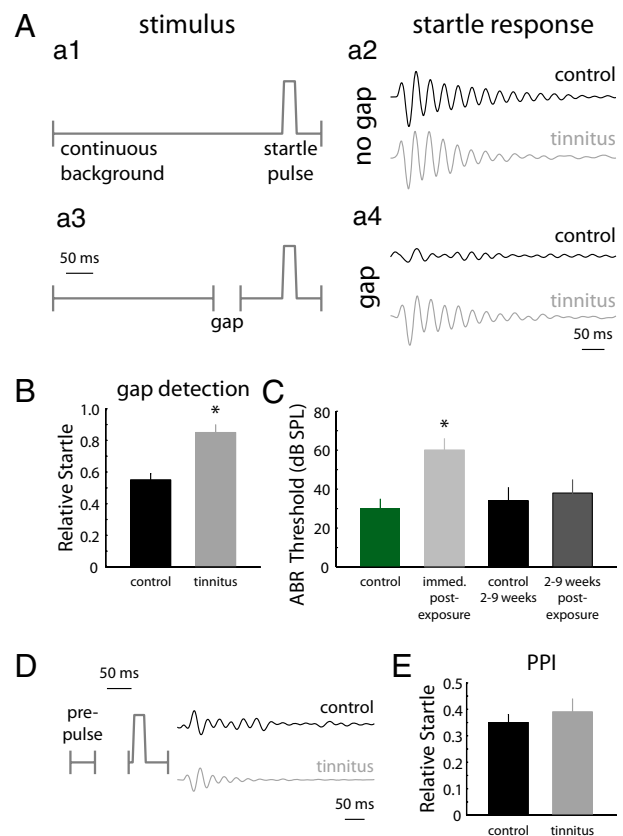 A
stimulus
startle response
a1
continuous
background
startle
pulse
a2
no gap
control
tinnitus
a3
50 ms
gap
a4
gap
control
tinnitus
50 ms
B
gap detection
*
Relative Startle
1.0
0.8
0.6
0.4
0.2
0
control
tinnitus
C
*
ABR Threshold (dB SPL)
80
60
40
20
0
control
immed.
post-
exposure
control
2-9 weeks
2-9 weeks
post-
exposure
D
50 ms
pre-
pulse
control
tinnitus
50 ms
E
PPI
Relative Startle
0.5
0.4
0.3
0.2
0.1
0
control
tinnitus